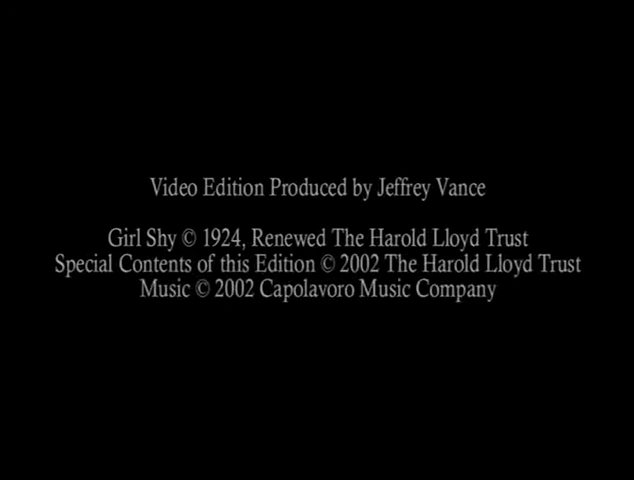 Video Edition Produced by Jeffrey Vance
Girl Shy © 1924, Renewed The Harold Lloyd Trust
Special Contents of this Edition © 2002 The Harold Lloyd Trust
Music © 2002 Capolavoro Music Company